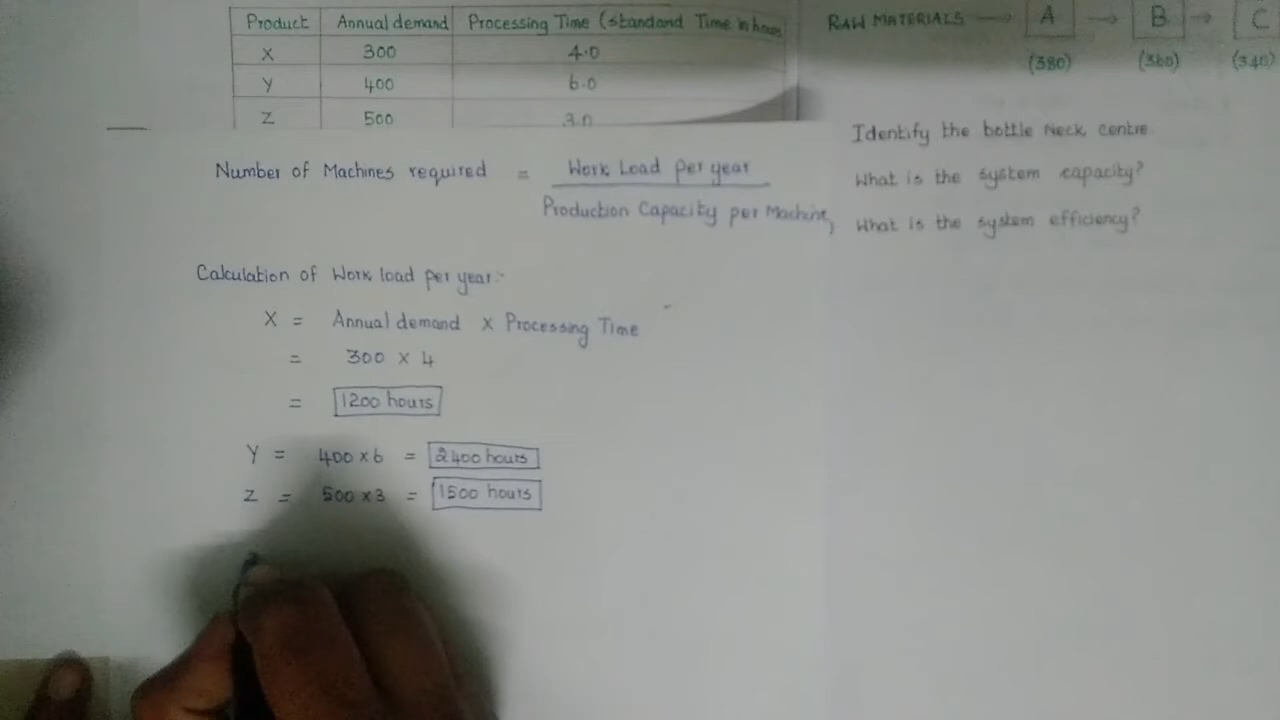 Product Annual demand Processing Time (Standard Time in hours
X 300 4.0
Y 400 6.0
Z 500 3.0
RAW MATERIALS → A → B → C
(380) (360) (340)
Identify the bottle Neck centre
What is the system capacity?
What is the system efficiency?
Number of Machines required = Work Load per year
Production Capacity per Machine
Calculation of Work load per year:-
X = Annual demand X Processing Time
= 300 X 4
= 1200 hours
Y = 400 x 6 = 2400 hours
Z = 500 x 3 = 1500 hours